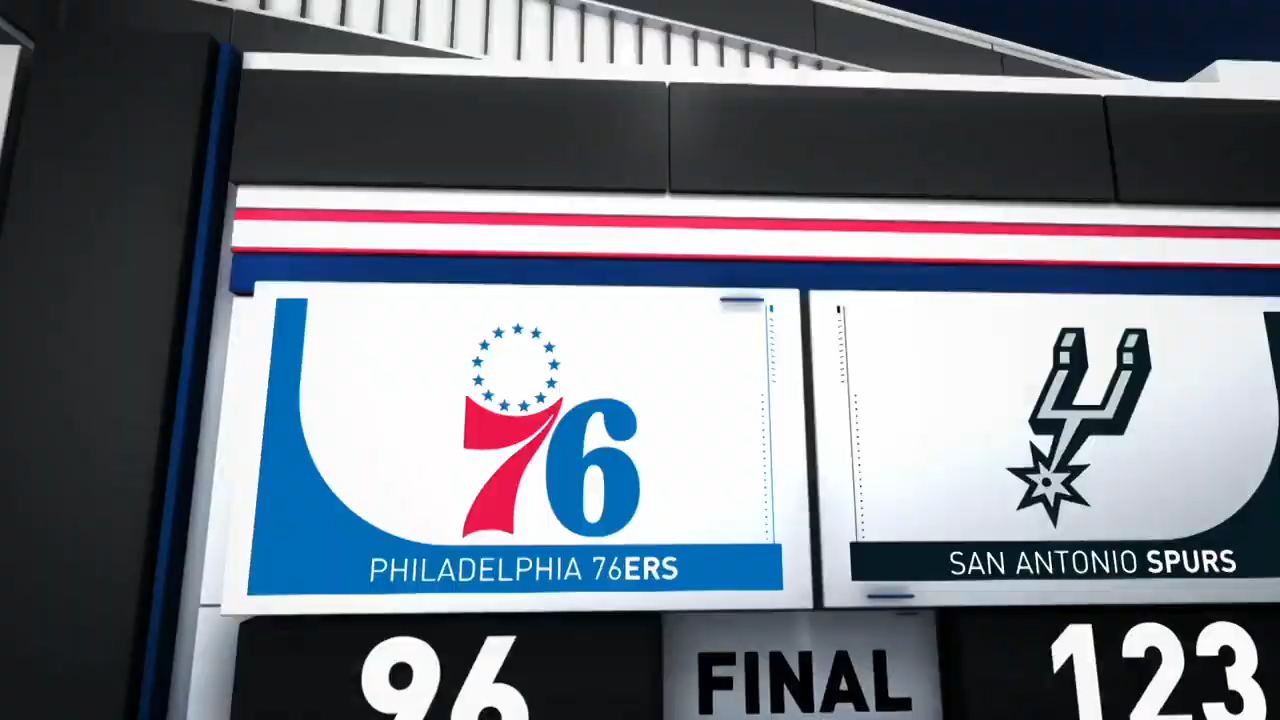 76
PHILADELPHIA 76ERS
SAN ANTONIO SPURS
96
FINAL
123